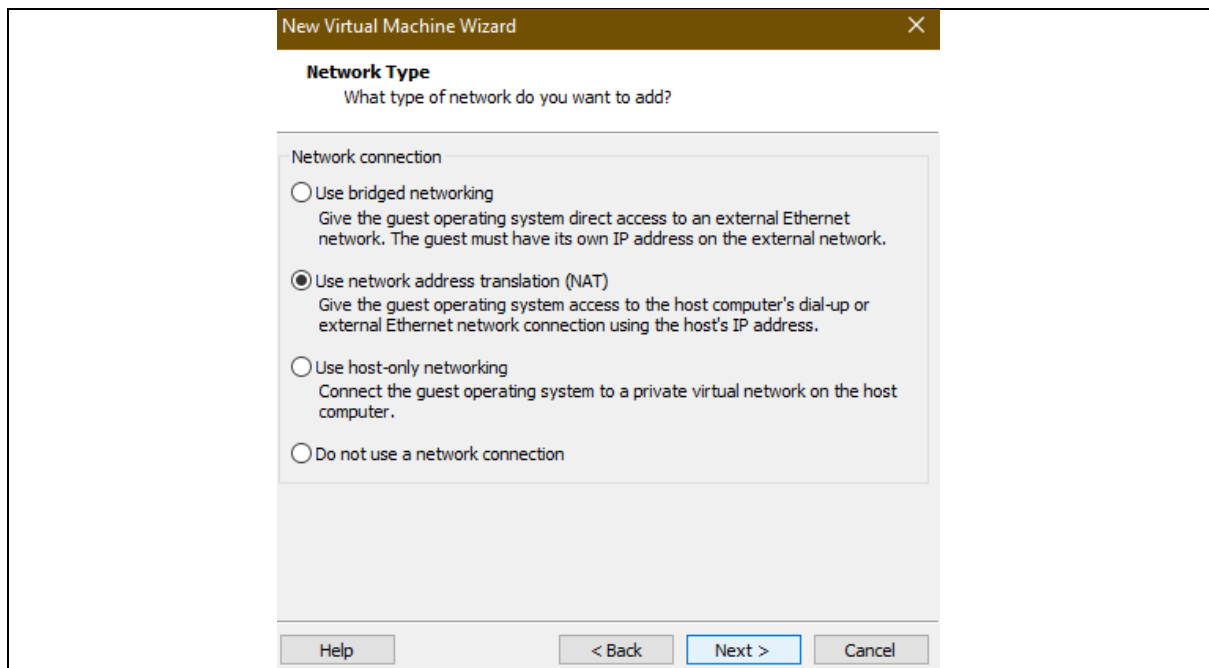 New Virtual Machine Wizard
Network Type
What type of network do you want to add?
Network connection
Use bridged networking
Give the guest operating system direct access to an external Ethernet
network. The guest must have its own IP address on the external network.
Use network address translation (NAT)
Give the guest operating system access to the host computer's dial-up or
external Ethernet network connection using the host's IP address.
Use host-only networking
Connect the guest operating system to a private virtual network on the host
computer.
Do not use a network connection
Help
< Back
Next >
Cancel